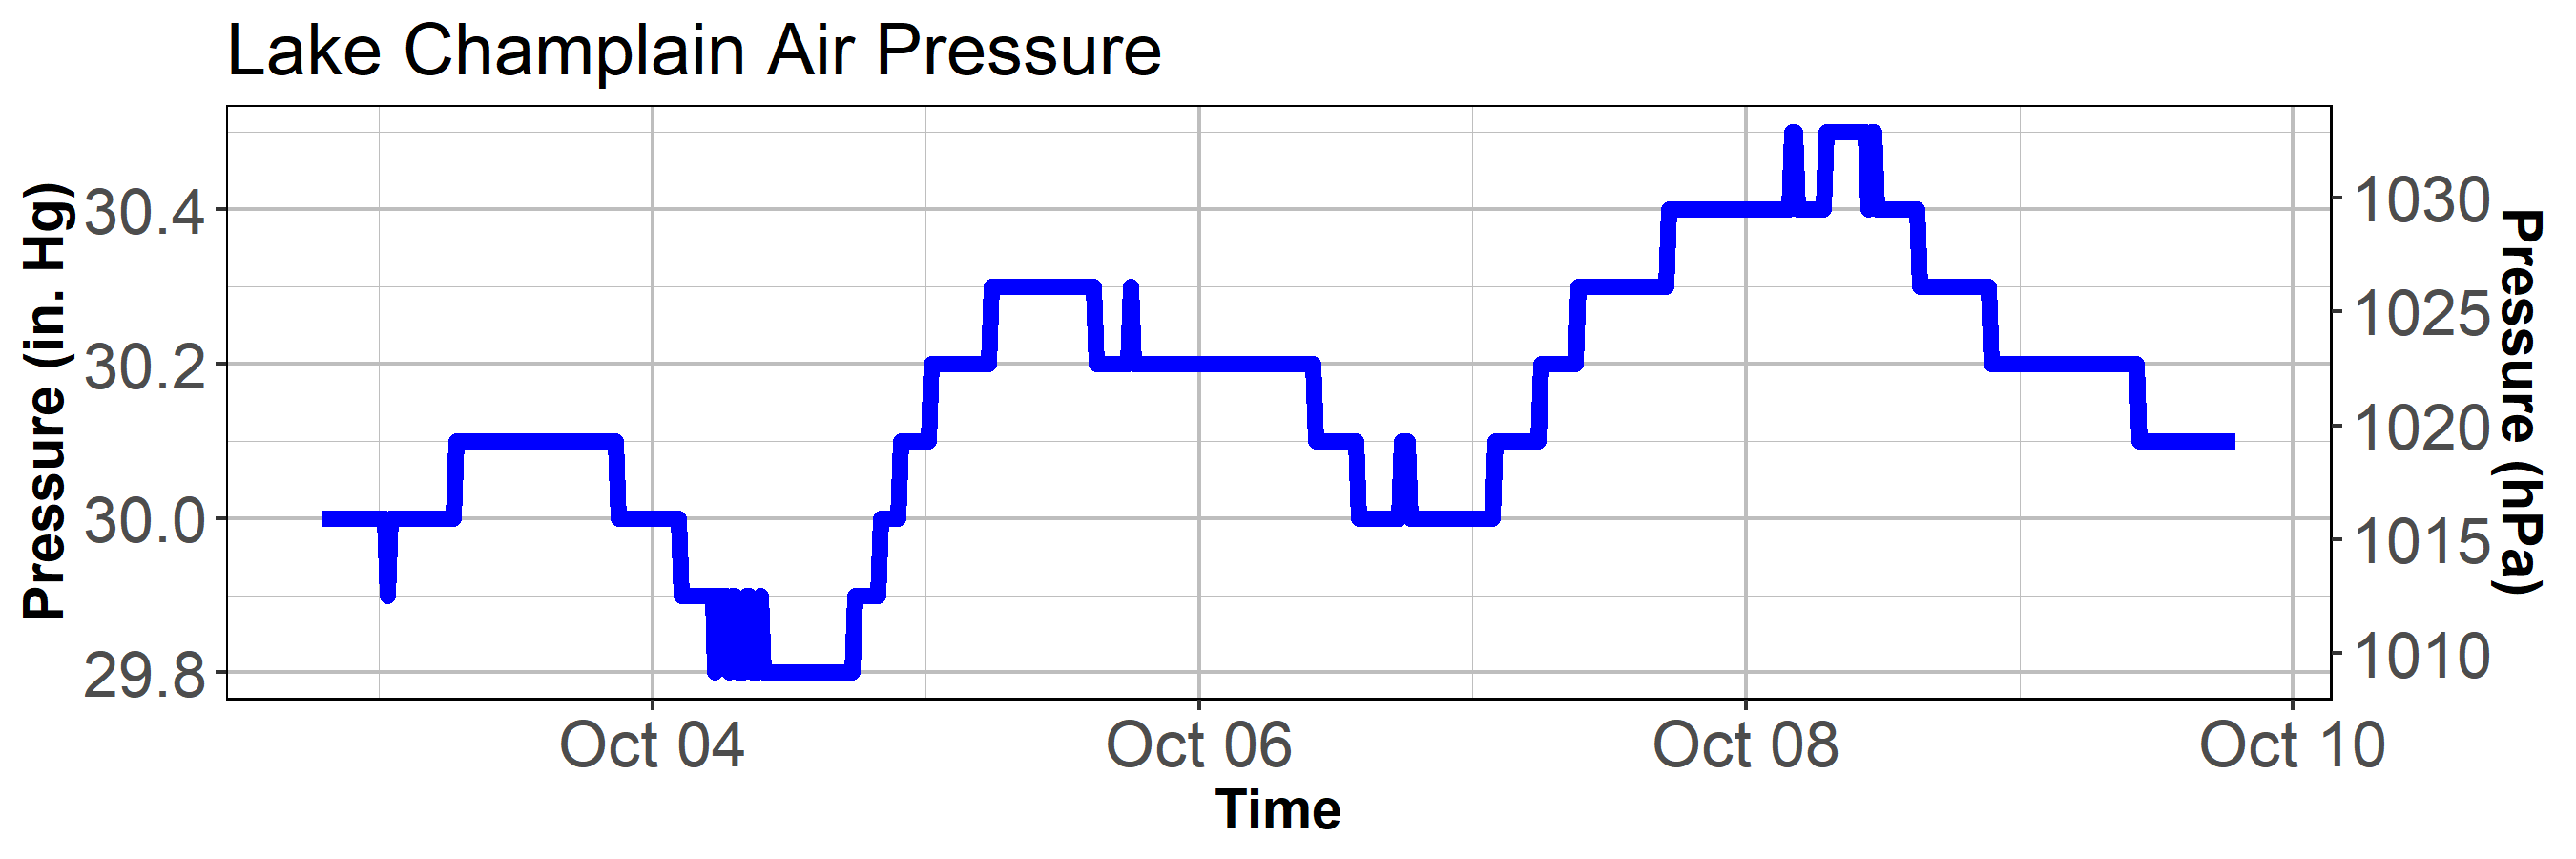 Lake Champlain Air Pressure
Pressure (in. Hg)
30.4
30.2
30.0
29.8
1030
1025
1020
1015
1010
Pressure (hPa)
Oct 04
Oct 06
Oct 08
Oct 10
Time